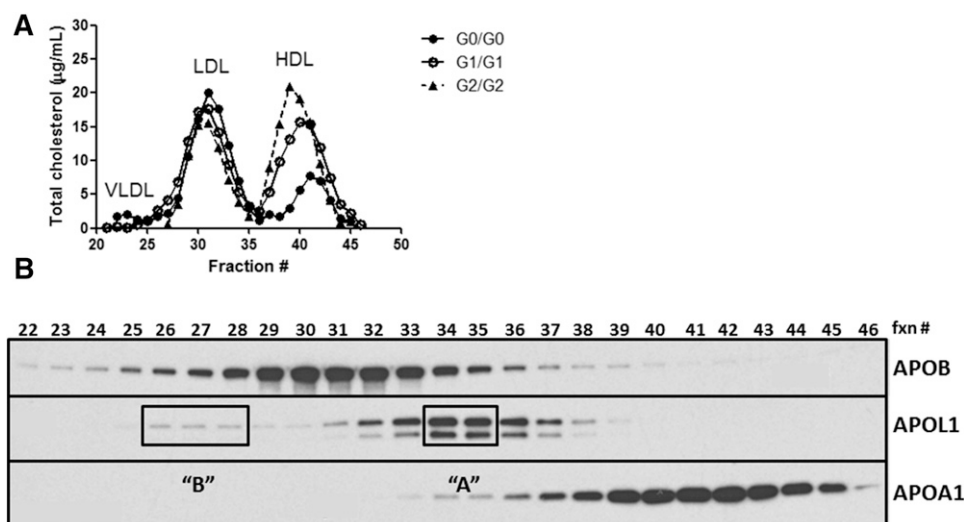 A
Total cholesterol (µg/mL)
30
25
20
15
10
5
0
VLDL
LDL
HDL
G0/G0
G1/G1
G2/G2
20 25 30 35 40 45 50
Fraction #
B
22 23 24 25 26 27 28 29 30 31 32 33 34 35 36 37 38 39 40 41 42 43 44 45 46 fxn #
APOB
APOL1
"B" "A" APOA1